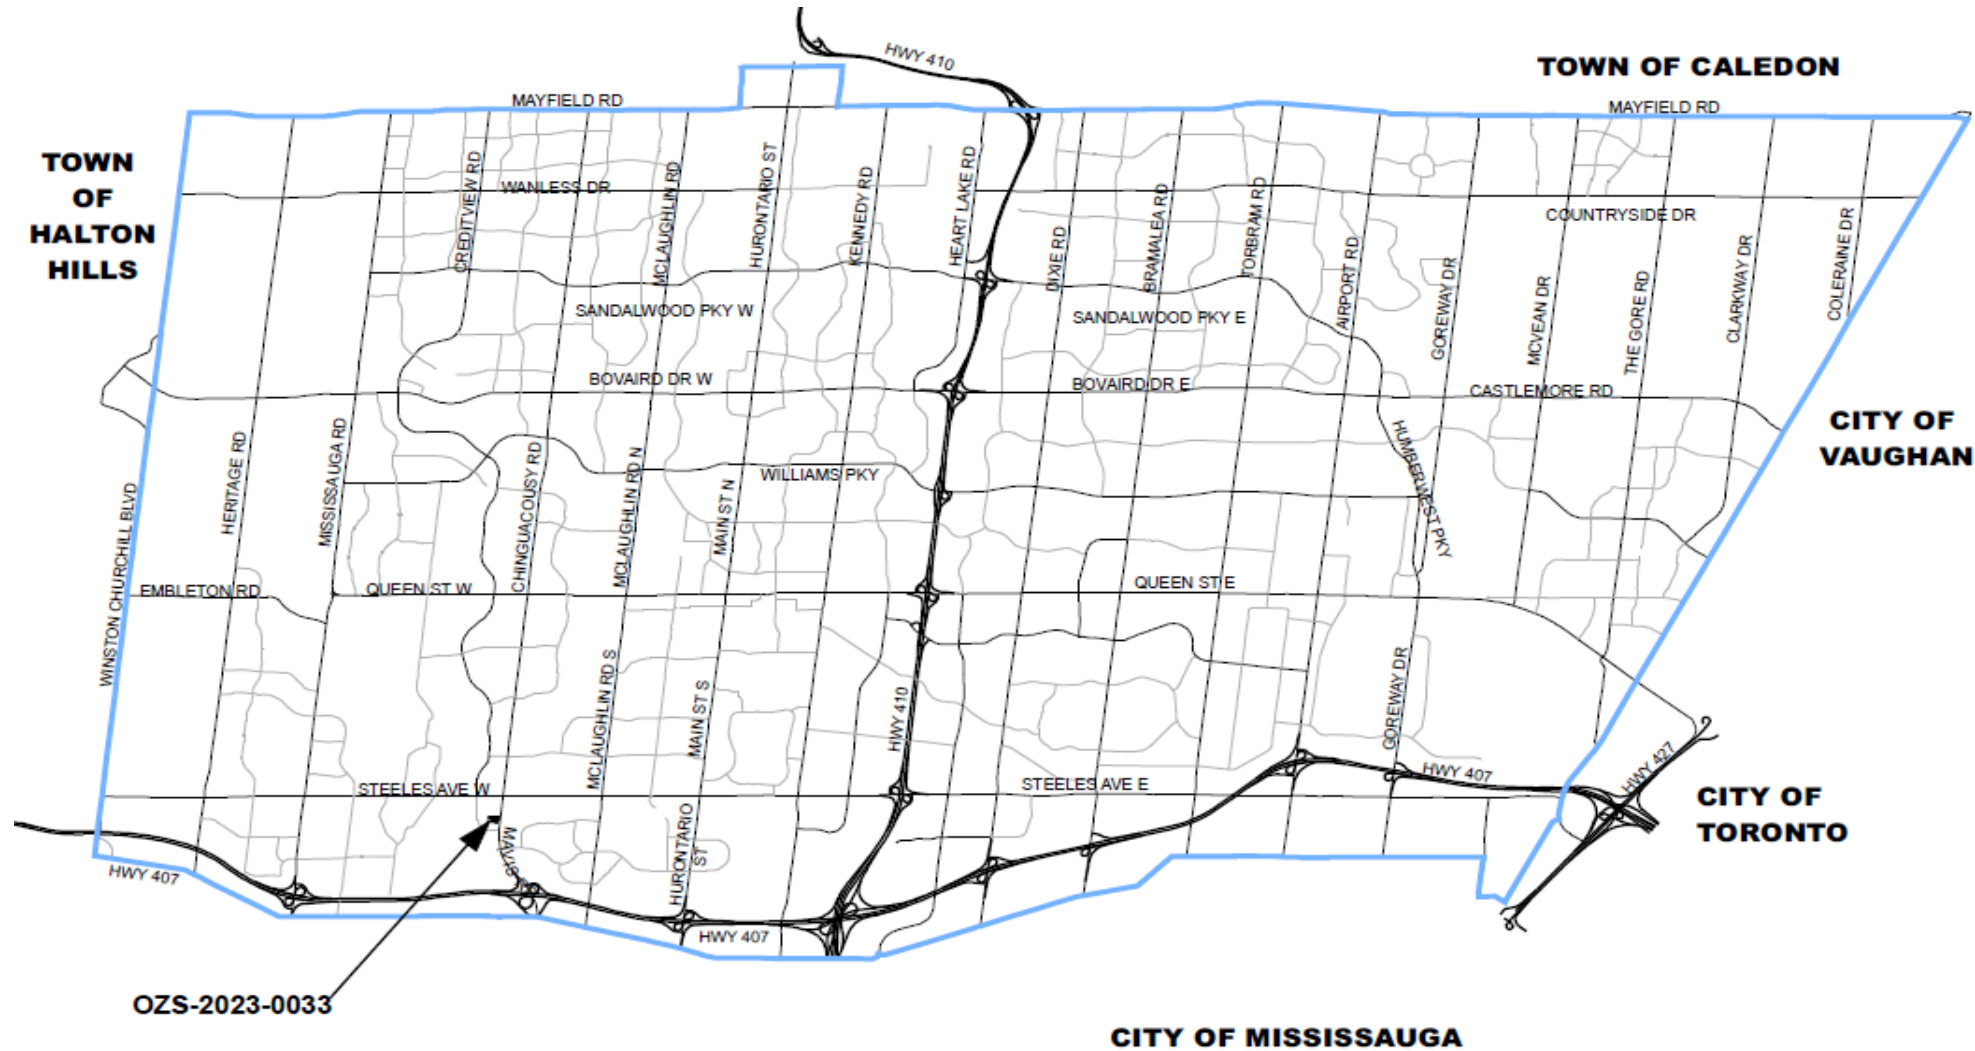 HWY 410
TOWN OF CALEDON
MAYFIELD RD
MAYFIELD RD
TOWN
OF
HALTON
HILLS
CREDITVIEW RD
WANLESS DR
MCLAUGHLIN RD
HURONTARIO ST
KENNEDY RD
HEART LAKE RD
DIXIE RD
BRAMALEA RD
TORBRAM RD
AIRPORT RD
GOREWAY DR
MCVEAN DR
THE GORE RD
CLARKWAY DR
COLERAINE DR
COUNTRYSIDE DR
SANDALWOOD PKY W
SANDALWOOD PKY E
BOVAIRD DR W
BOVAIRD DR E
CASTLEMORE RD
CITY OF
VAUGHAN
WINSTON CHURCHILL BLVD
HERITAGE RD
MISSISSAUGA RD
CHINGUACOUSY RD
MCLAUGHLIN RD N
MAIN ST N
WILLIAMS PKY
HUMBERWEST PKY
EMBLETON RD
QUEEN ST W
QUEEN ST E
MCLAUGHLIN RD S
MAIN ST S
HWY 410
GOREWAY DR
STEELES AVE W
STEELES AVE E
HWY 407
HWY 427
CITY OF
TORONTO
HURONTARIO
ST
HWY 407
HWY 407
OZS-2023-0033
CITY OF MISSISSAUGA